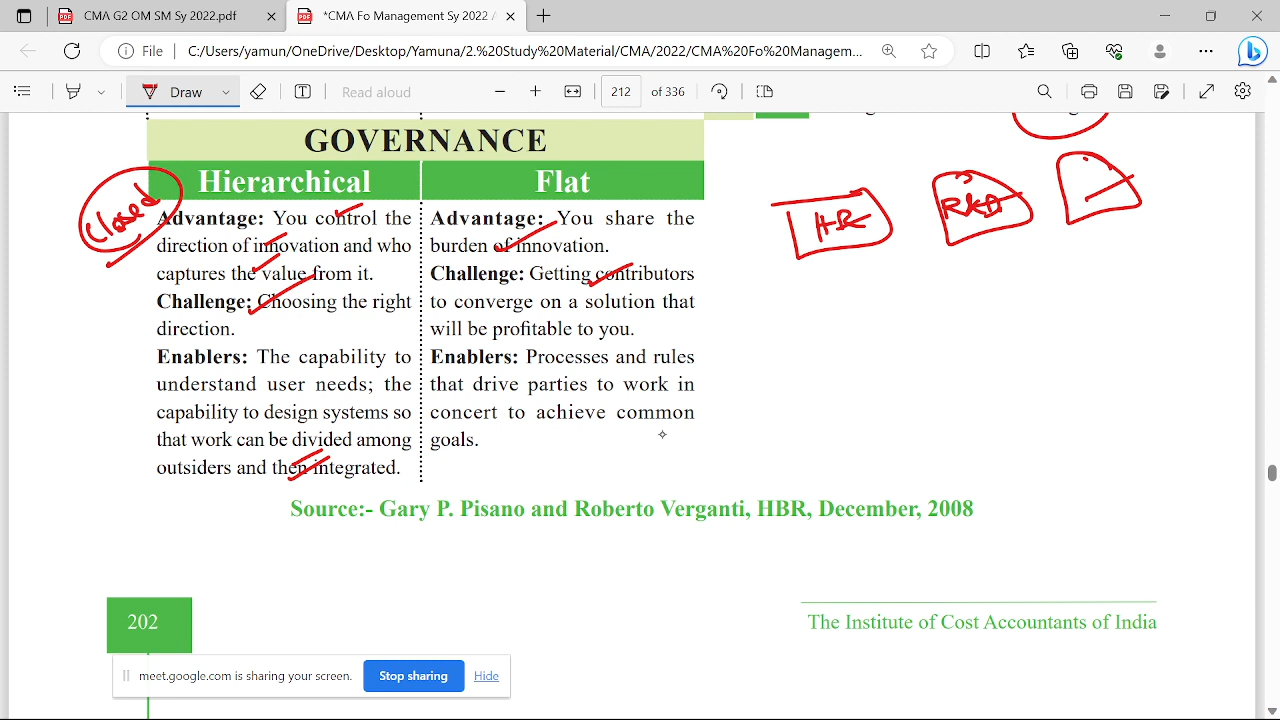 CMA G2 OM SM Sy 2022.pdf
*CMA Fo Management Sy 2022
File
C:/Users/yamun/OneDrive/Desktop/Yamuna/2.%20Study%20Material/CMA/2022/CMA%20Fo%20Managem...
Draw
Read aloud
212 of 336
GOVERNANCE
Hierarchical
Advantage: You control the
direction of innovation and who
captures the value from it.
Challenge: Choosing the right
direction.
Enablers: The capability to
understand user needs; the
capability to design systems so
that work can be divided among
outsiders and then integrated.
Flat
Advantage: You share the
burden of innovation.
Challenge: Getting contributors
to converge on a solution that
will be profitable to you.
Enablers: Processes and rules
that drive parties to work in
concert to achieve common
goals.
Closed
HR
R&D
Source:- Gary P. Pisano and Roberto Verganti, HBR, December, 2008
202
The Institute of Cost Accountants of India
meet.google.com is sharing your screen.
Stop sharing
Hide